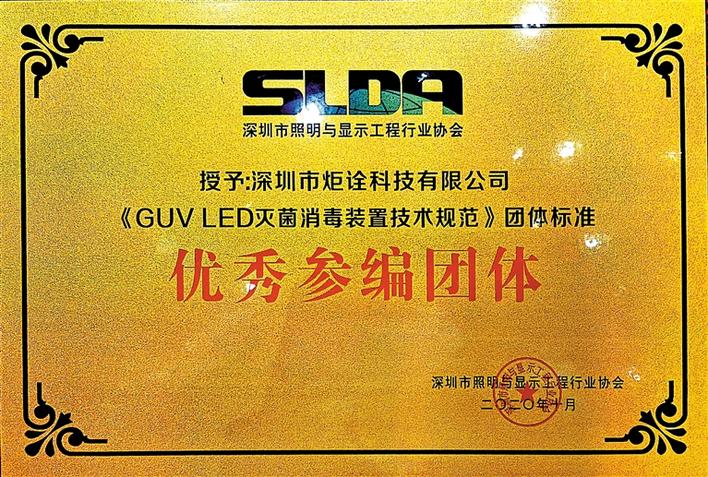 SLDA
深圳市照明与显示工程行业协会
授予:深圳市炬诠科技有限公司
《GUV LED灭菌消毒装置技术规范》团体标准
优秀参编团体
深圳市照明与显示工程行业协会
二〇二〇年十月